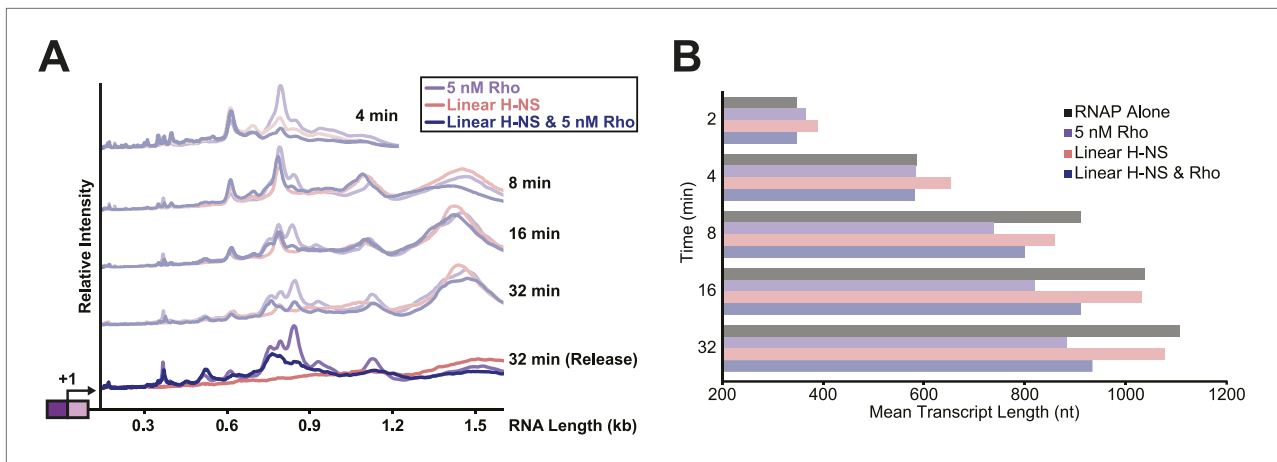 A
5 nM Rho
Linear H-NS
Linear H-NS & 5 nM Rho
4 min
8 min
16 min
32 min
32 min (Release)
Relative Intensity
+1
0.3 0.6 0.9 1.2 1.5 RNA Length (kb)
B
RNAP Alone
5 nM Rho
Linear H-NS
Linear H-NS & Rho
Time (min)
2
4
8
16
32
200 400 600 800 1000 1200
Mean Transcript Length (nt)